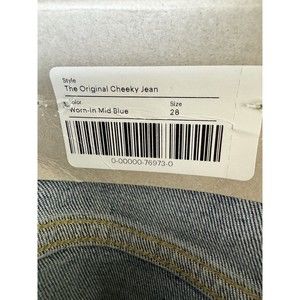 Style
The Original Cheeky Jean
Color Size
Worn-in Mid Blue 28
0-00000-76973-0